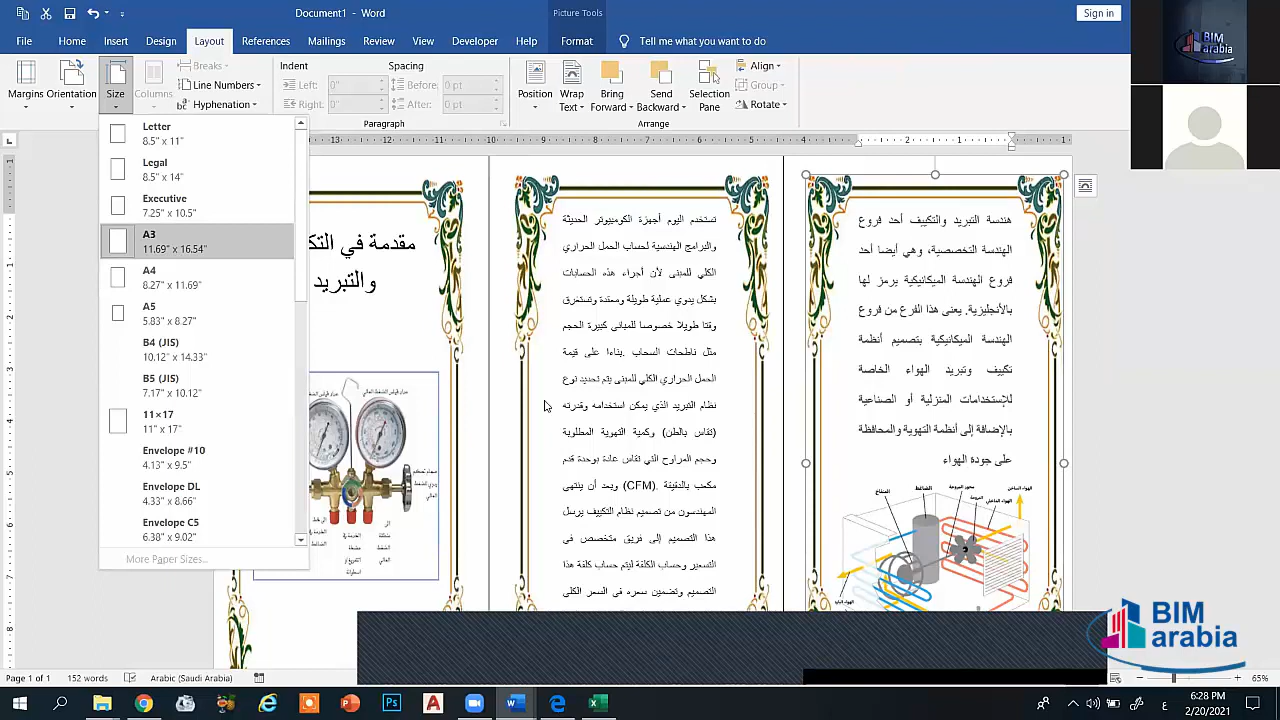 Document1 - Word
Picture Tools
Sign in
File
Home
Insert
Design
Layout
References
Mailings
Review
View
Developer
Help
Format
Tell me what you want to do
Margins
Orientation
Size
Columns
Breaks
Line Numbers
Hyphenation
Indent
Left: 0"
Right: 0"
Spacing
Before: 0 pt
After: 0 pt
Paragraph
Position
Wrap Text
Bring Forward
Send Backward
Selection Pane
Align
Group
Rotate
Arrange
Letter
8.5" x 11"
Legal
8.5" x 14"
Executive
7.25" x 10.5"
A3
11.69" x 16.54"
A4
8.27" x 11.69"
A5
5.83" x 8.27"
B4 (JIS)
10.12" x 14.33"
B5 (JIS)
7.17" x 10.12"
11×17
11" x 17"
Envelope #10
4.13" x 9.5"
Envelope DL
4.33" x 8.66"
Envelope C5
6.38" x 9.02"
More Paper Sizes...
هندسة التبريد والتكييف أحد فروع
الهندسة التخصصية، وهي أيضا أحد
فروع الهندسة الميكانيكية يرمز لها
بالأنجليزية. يعنى هذا الفرع من فروع
الهندسة الميكانيكية بتصميم أنظمة
تكييف وتبريد الهواء الخاصة
للإستخدامات المنزلية أو الصناعية
بالإضافة إلى أنظمة التهوية والمحافظة
على جودة الهواء
تستخدم اليوم أجهزة الكومبيوتر الحديثة
والبرامج الهندسية لحساب الحمل الحراري
الكلي للمبنى لأن أجراء هذه الحسابات
بشكل يدوي عملية طويلة ومعقدة وتستغرق
وقتا طويلا خصوصا للمباني كبيرة الحجم
مثل ناطحات السحاب .بناءا على قيمة
الحمل الحراري الكلي للمبنى يتم تحديد نوع
نظام التبريد الذي يمكن استخدامه وقدرته
(تقاس بالطن) وكمية التهوية المطلوبة
وحجم المراوح التي تقاس عادة بوحدة قدم
مكعب بالدقيقة .(CFM) وبعد أن ينتهي
المهندسون من تصميم نظام التكييف يرسل
هذا التصميم إلى فريق متخصص في
التسعير وحساب الكلفة ليتم حساب كلفة هذا
التصميم وتضمين سعره في السعر الكلي
مقدمة في التك
والتبريد
BIM arabia
BIM
arabia
Page 1 of 1
152 words
Arabic (Saudi Arabia)
65%
6:28 PM
2/20/2021